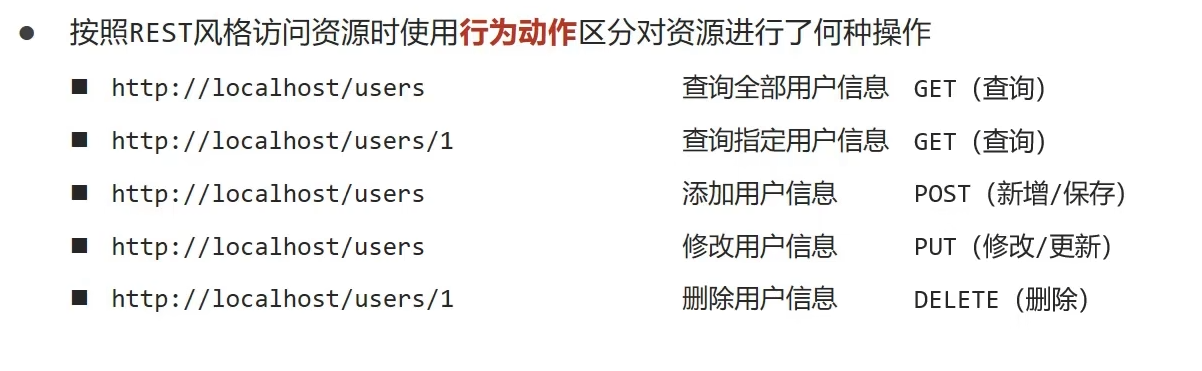 ● 按照REST风格访问资源时使用行为动作区分对资源进行了何种操作
■ http://localhost/users 查询全部用户信息 GET（查询）
■ http://localhost/users/1 查询指定用户信息 GET（查询）
■ http://localhost/users 添加用户信息 POST（新增/保存）
■ http://localhost/users 修改用户信息 PUT（修改/更新）
■ http://localhost/users/1 删除用户信息 DELETE（删除）